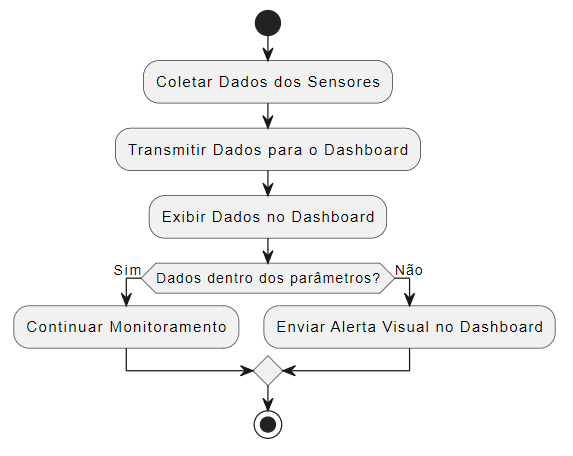 Coletar Dados dos Sensores
Transmitir Dados para o Dashboard
Exibir Dados no Dashboard
Sim
Dados dentro dos parâmetros?
Não
Continuar Monitoramento
Enviar Alerta Visual no Dashboard